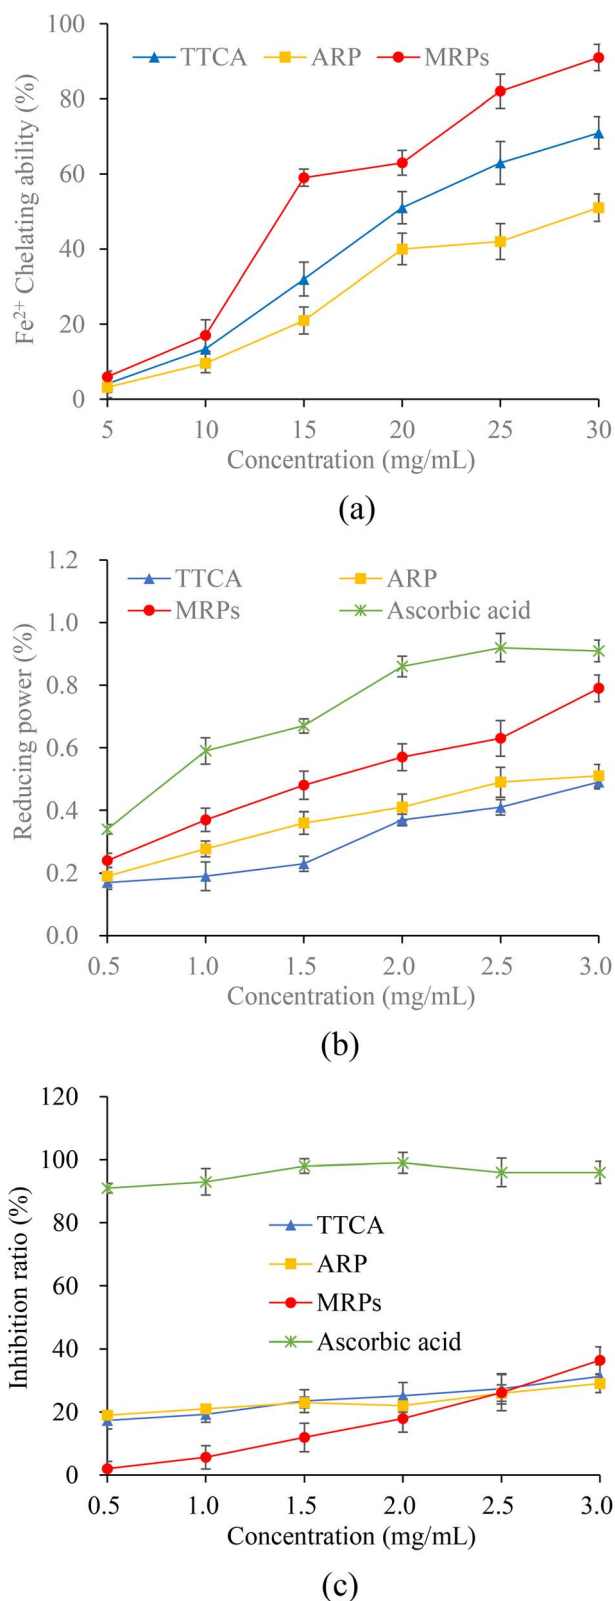 100
TTCA ARP MRPs
80
60
40
20
0
5 10 15 20 25 30
Fe²⁺ Chelating ability (%)
Concentration (mg/mL)
(a)
1.2
TTCA ARP
MRPs Ascorbic acid
1.0
0.8
0.6
0.4
0.2
0.0
0.5 1.0 1.5 2.0 2.5 3.0
Reducing power (%)
Concentration (mg/mL)
(b)
120
100
80
TTCA
ARP
60
MRPs
Ascorbic acid
40
20
0
0.5 1.0 1.5 2.0 2.5 3.0
Inhibition ratio (%)
Concentration (mg/mL)
(c)